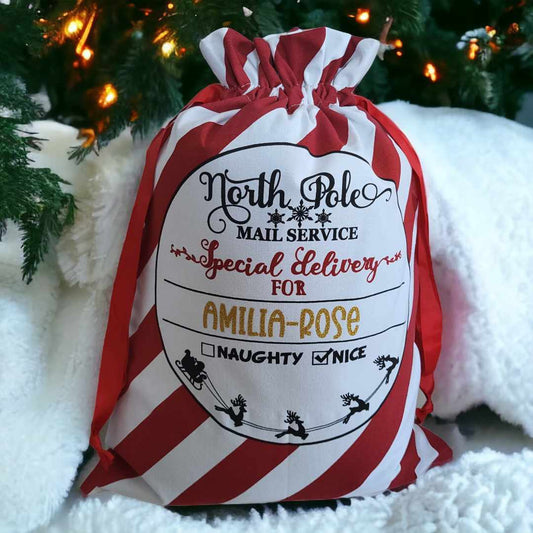 North Pole
MAIL SERVICE
Special delivery
FOR
AMILIA-ROSE
NAUGHTY NICE